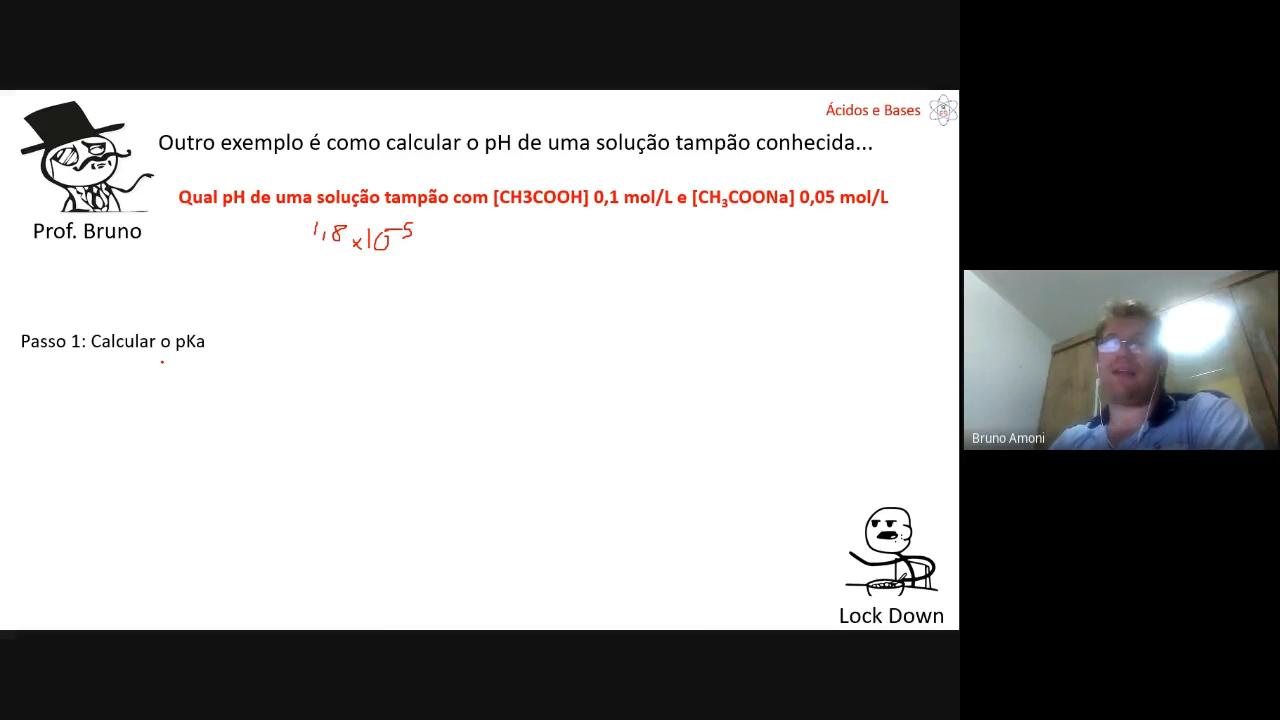 Ácidos e Bases
Outro exemplo é como calcular o pH de uma solução tampão conhecida...
Qual pH de uma solução tampão com [CH3COOH] 0,1 mol/L e [CH₃COONa] 0,05 mol/L
Prof. Bruno
1,8 x 10⁻⁵
Passo 1: Calcular o pKa
Bruno Amoni
Lock Down